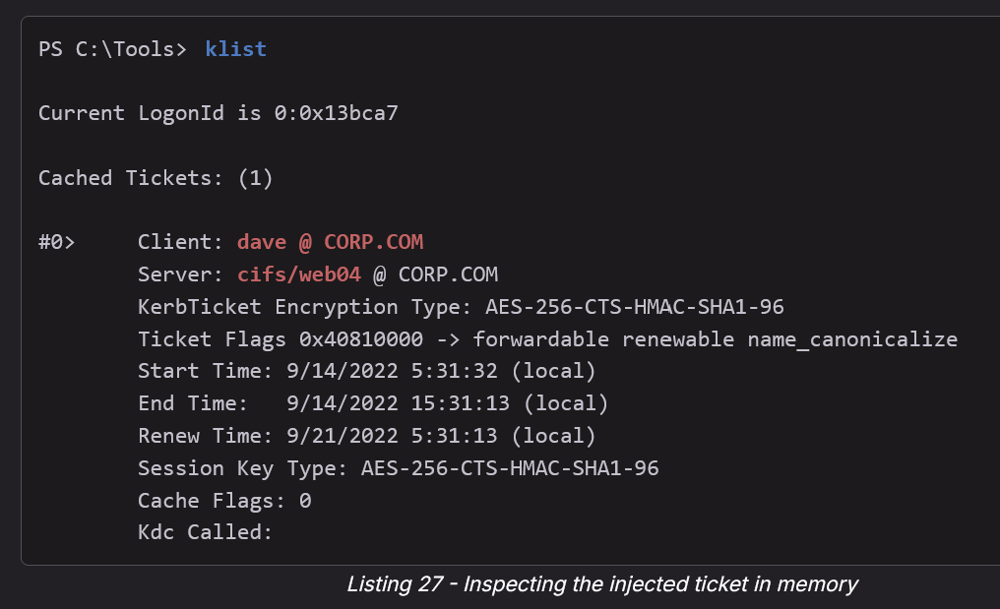 PS C:\Tools> klist
Current LogonId is 0:0x13bca7
Cached Tickets: (1)
#0> Client: dave @ CORP.COM
Server: cifs/web04 @ CORP.COM
KerbTicket Encryption Type: AES-256-CTS-HMAC-SHA1-96
Ticket Flags 0x40810000 -> forwardable renewable name_canonicalize
Start Time: 9/14/2022 5:31:32 (local)
End Time:   9/14/2022 15:31:13 (local)
Renew Time: 9/21/2022 5:31:13 (local)
Session Key Type: AES-256-CTS-HMAC-SHA1-96
Cache Flags: 0
Kdc Called:
Listing 27 - Inspecting the injected ticket in memory